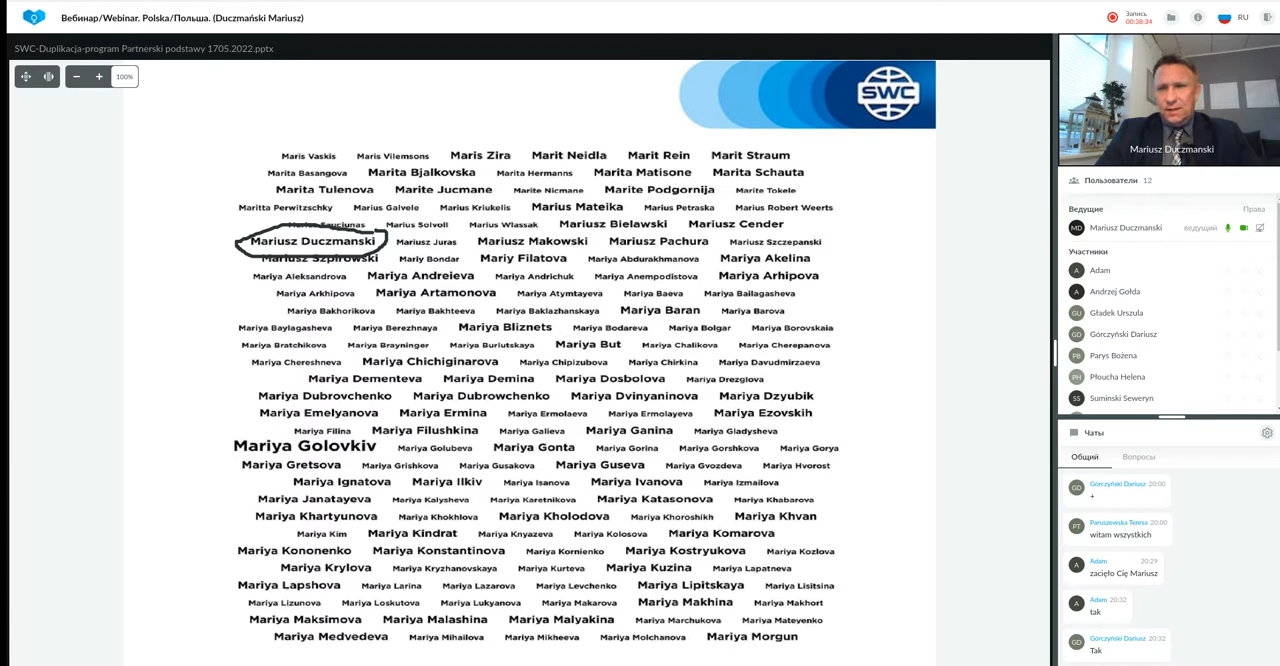 Вебинар/Webinar. Polska/Польша. (Duczmański Mariusz)
Запись
00:38:34
RU
SWC-Duplikacja-program Partnerski podstawy 1705.2022.pptx
100%
SWC
Maris Vaskis Maris Vilemsons Maris Zira Marit Neidla Marit Rein Marit Straum
Marita Basangova Marita Bjalkovska Marita Hermanns Marita Matisone Marita Schauta
Marita Tulenova Marite Jucmane Marite Nicmane Marite Podgornija Marite Tokele
Maritta Perwitzschky Marius Galvele Marius Kriukelis Marius Mateika Marius Petraska Marius Robert Weerts
Marius Solvoll Marius Wlassak Mariusz Bielawski Mariusz Cender
Mariusz Duczmanski Mariusz Juras Mariusz Makowski Mariusz Pachura Mariusz Szczepanski
Mariusz Szpirowski Mariy Bondar Mariy Filatova Mariya Abdurakhmanova Mariya Akelina
Mariya Aleksandrova Mariya Andreieva Mariya Andrichuk Mariya Anempodistova Mariya Arhipova
Mariya Arkhipova Mariya Artamonova Mariya Atymtayeva Mariya Baeva Mariya Bailagasheva
Mariya Bakhorikova Mariya Bakhteeva Mariya Baklazhanskaya Mariya Baran Mariya Barova
Mariya Baylagasheva Mariya Berezhnaya Mariya Bliznets Mariya Bodareva Mariya Bolgar Mariya Borovskaia
Mariya Bratchikova Mariya Brayninger Mariya Burlutskaya Mariya But Mariya Chalikova Mariya Cherepanova
Mariya Chereshneva Mariya Chichiginarova Mariya Chipizubova Mariya Chirkina Mariya Davudmirzaeva
Mariya Dementeva Mariya Demina Mariya Dosbolova Mariya Drezglova
Mariya Dubrovchenko Mariya Dubrowchenko Mariya Dvinyaninova Mariya Dzyubik
Mariya Emelyanova Mariya Ermina Mariya Ermolaeva Mariya Ermolayeva Mariya Ezovskih
Mariya Filina Mariya Filushkina Mariya Galieva Mariya Ganina Mariya Gladysheva
Mariya Golovkiv Mariya Golubeva Mariya Gonta Mariya Gorina Mariya Gorshkova Mariya Gorya
Mariya Gretsova Mariya Grishkova Mariya Gusakova Mariya Guseva Mariya Gvozdeva Mariya Hvorost
Mariya Ignatova Mariya Ilkiv Mariya Isanova Mariya Ivanova Mariya Izmailova
Mariya Janatayeva Mariya Kalysheva Mariya Karetnikova Mariya Katasonova Mariya Khabarova
Mariya Khartyunova Mariya Khokhlova Mariya Kholodova Mariya Khoroshikh Mariya Khvan
Mariya Kim Mariya Kindrat Mariya Knyazeva Mariya Kolosova Mariya Komarova
Mariya Kononenko Mariya Konstantinova Mariya Kornienko Mariya Kostryukova Mariya Kozlova
Mariya Krylova Mariya Kryzhanovskaya Mariya Kurteva Mariya Kuzina Mariya Lapatneva
Mariya Lapshova Mariya Larina Mariya Lazarova Mariya Levchenko Mariya Lipitskaya Mariya Lisitsina
Mariya Lizunova Mariya Loskutova Mariya Lukyanova Mariya Makarova Mariya Makhina Mariya Makhort
Mariya Maksimova Mariya Malashina Mariya Malyakina Mariya Marchukova Mariya Mateyenko
Mariya Medvedeva Mariya Mihailova Mariya Mikheeva Mariya Molchanova Mariya Morgun
Mariusz Duczmanski
Пользователи 12
Ведущие Права
MD Mariusz Duczmanski ведущий
Участники
A Adam
A Andrzej Gołda
GU Gładek Urszula
GD Górczyński Dariusz
PB Parys Bożena
PH Płoucha Helena
SS Suminski Seweryn
Чаты
Общий Вопросы
GD Górczyński Dariusz 20:00
+
PT Paruszewska Teresa 20:00
witam wszystkich
A Adam 20:29
zacięło Cię Mariusz
A Adam 20:32
tak
GD Górczyński Dariusz 20:32
Tak